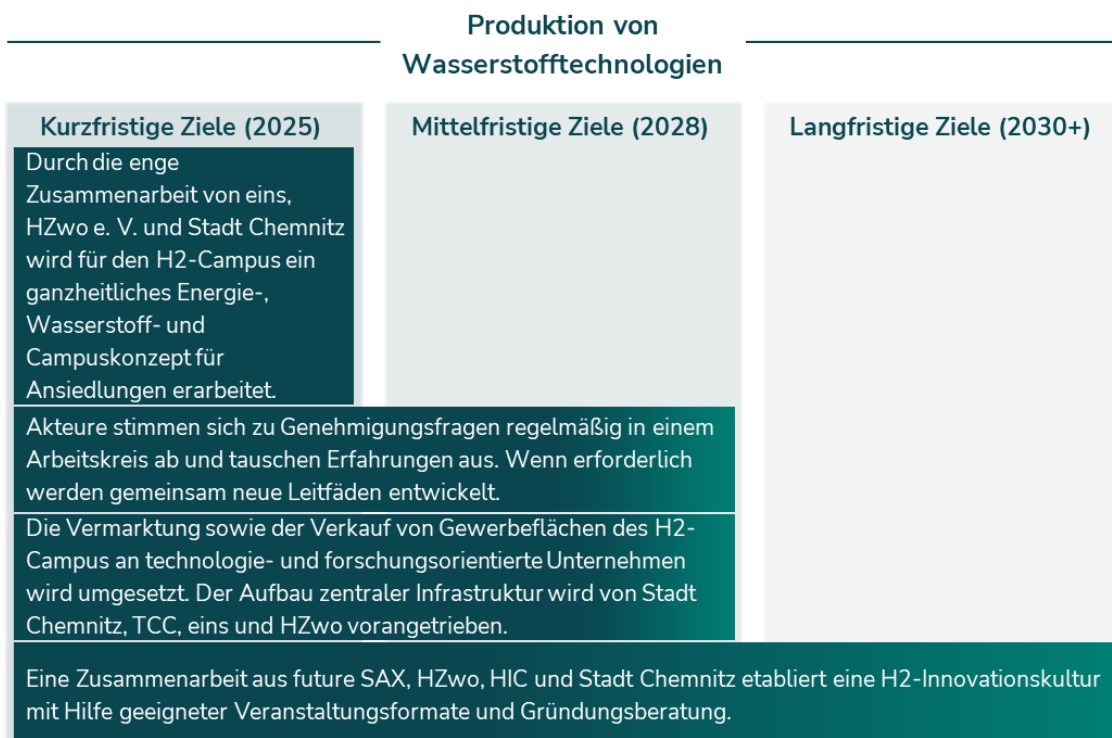 Produktion von
Wasserstofftechnologien
Kurzfristige Ziele (2025)
Mittelfristige Ziele (2028)
Langfristige Ziele (2030+)
Durch die enge
Zusammenarbeit von eins,
HZwo e. V. und Stadt Chemnitz
wird für den H2-Campus ein
ganzheitliches Energie-,
Wasserstoff- und
Campuskonzept für
Ansiedlungen erarbeitet.
Akteure stimmen sich zu Genehmigungsfragen regelmäßig in einem
Arbeitskreis ab und tauschen Erfahrungen aus. Wenn erforderlich
werden gemeinsam neue Leitfäden entwickelt.
Die Vermarktung sowie der Verkauf von Gewerbeflächen des H2-
Campus an technologie- und forschungsorientierte Unternehmen
wird umgesetzt. Der Aufbau zentraler Infrastruktur wird von Stadt
Chemnitz, TCC, eins und HZwo vorangetrieben.
Eine Zusammenarbeit aus future SAX, HZwo, HIC und Stadt Chemnitz etabliert eine H2-Innovationskultur
mit Hilfe geeigneter Veranstaltungsformate und Gründungsberatung.